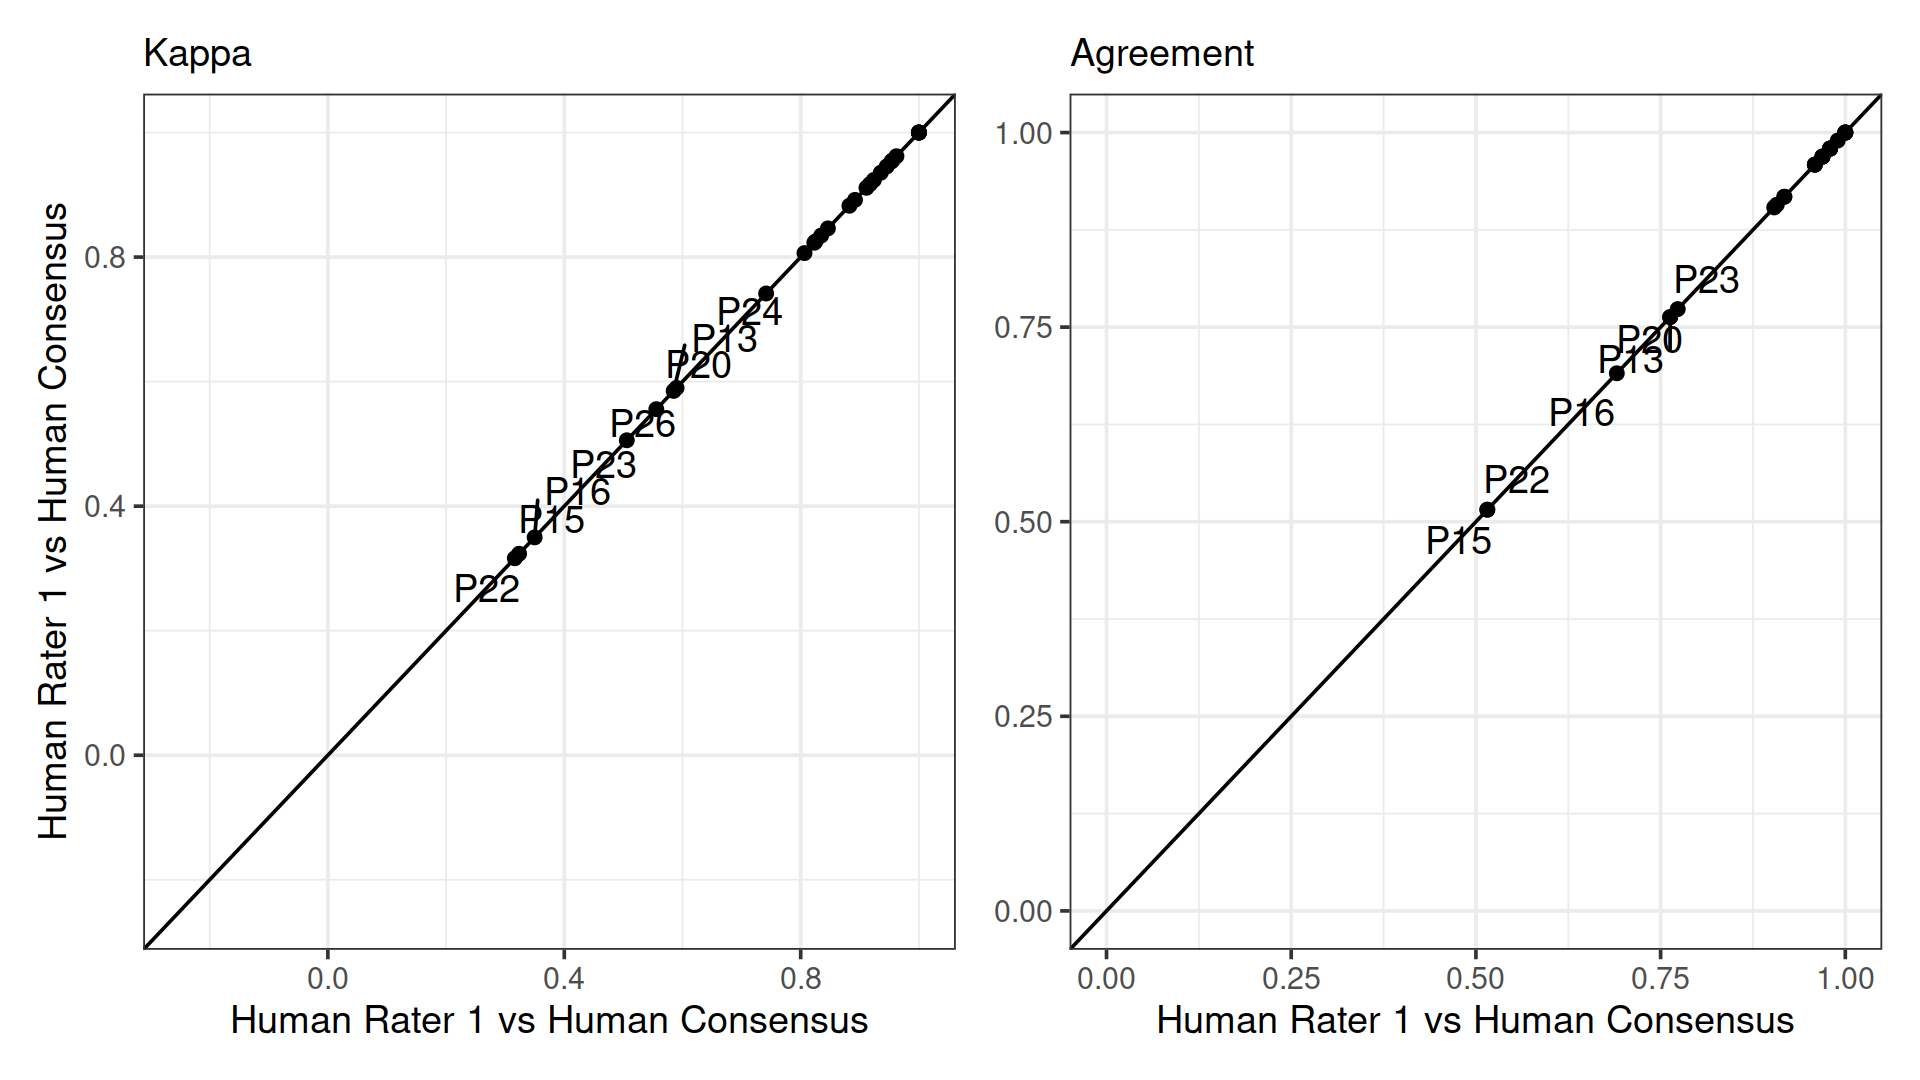 Kappa
Human Rater 1 vs Human Consensus
0.8
0.4
0.0
P24
P13
P20
P26
P23
P16
P15
P22
0.0 0.4 0.8
Human Rater 1 vs Human Consensus
Agreement
1.00
0.75
0.50
0.25
0.00
P23
P20
P13
P16
P22
P15
0.00 0.25 0.50 0.75 1.00
Human Rater 1 vs Human Consensus